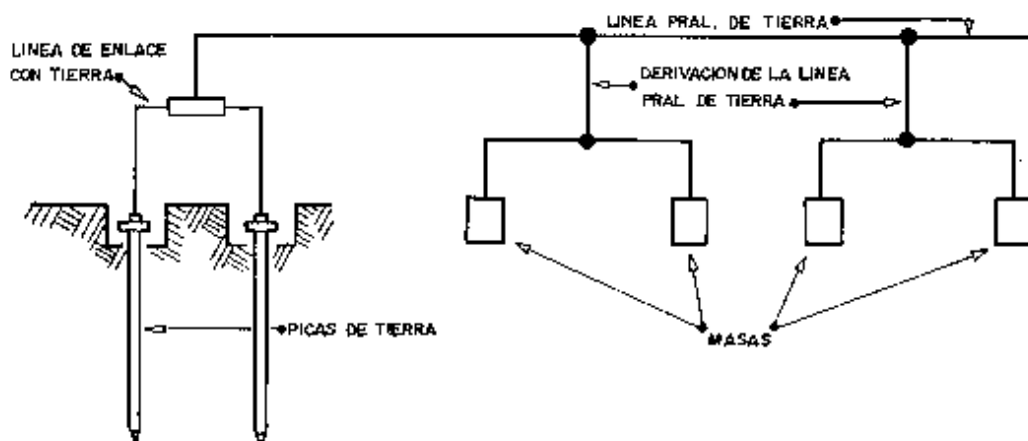 LINEA PRAL. DE TIERRA
LINEA DE ENLACE
CON TIERRA
DERIVACION DE LA LINEA
PRAL. DE TIERRA
PICAS DE TIERRA
MASAS